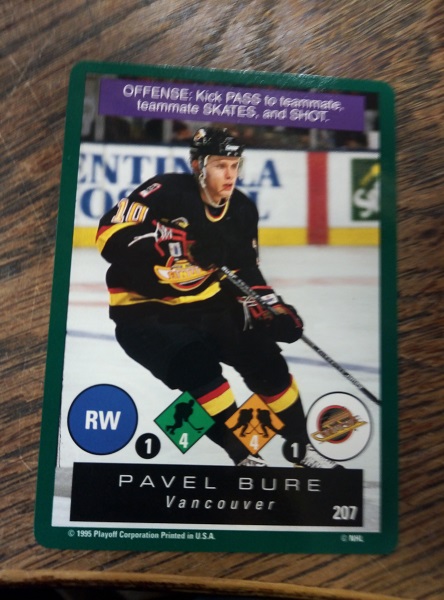 OFFENSE: Kick PASS to teammate,
teammate SKATES, and SHOT.
10
RW
1
4
4
1
PAVEL BURE
Vancouver
207
© 1995 Playoff Corporation Printed in U.S.A.
© NHL